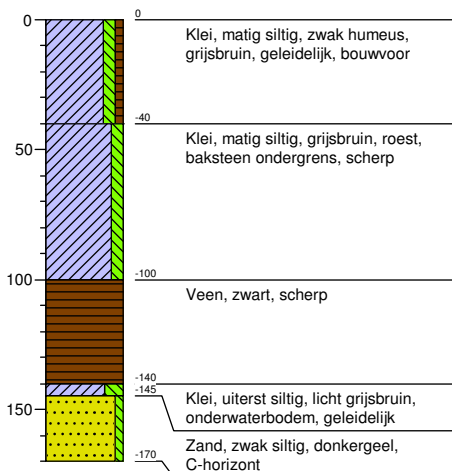 0
0
Klei, matig siltig, zwak humeus,
grijsbruin, geleidelijk, bouwvoor
-40
Klei, matig siltig, grijsbruin, roest,
baksteen ondergrens, scherp
50
-100
100
Veen, zwart, scherp
-140
-145
Klei, uiterst siltig, licht grijsbruin,
onderwaterbodem, geleidelijk
150
Zand, zwak siltig, donkergeel,
C-horizont
-170